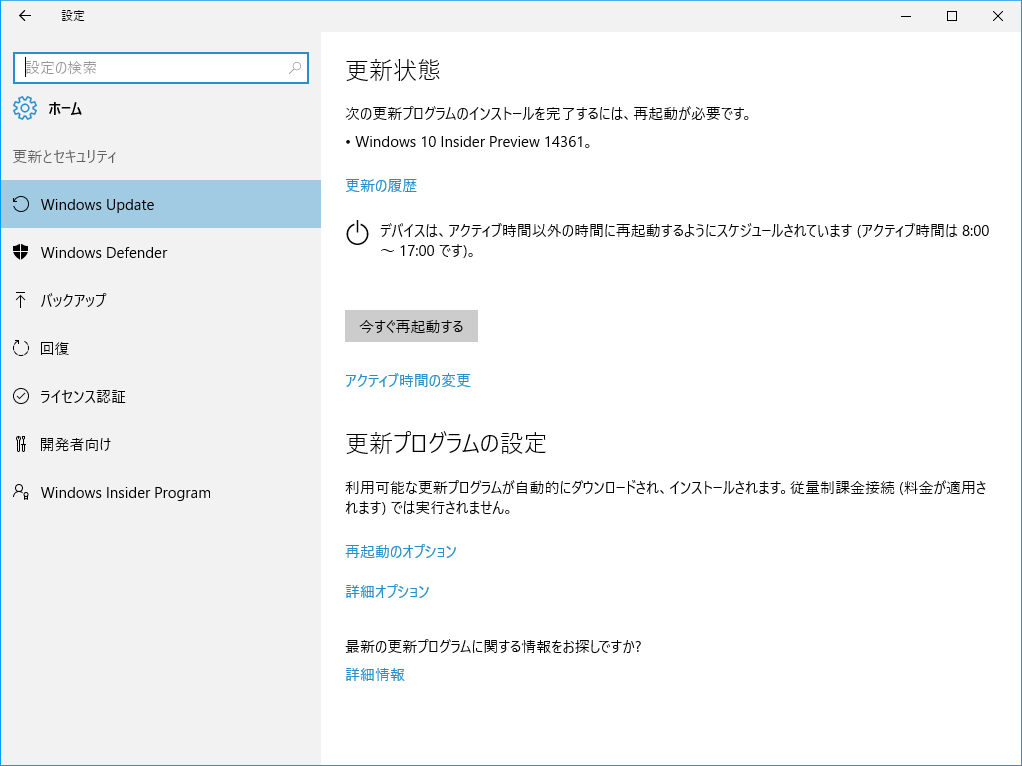 設定
設定の検索
ホーム
更新とセキュリティ
Windows Update
Windows Defender
バックアップ
回復
ライセンス認証
開発者向け
Windows Insider Program
更新状態
次の更新プログラムのインストールを完了するには、再起動が必要です。
• Windows 10 Insider Preview 14361。
更新の履歴
デバイスは、アクティブ時間以外の時間に再起動するようにスケジュールされています (アクティブ時間は 8:00
～ 17:00 です)。
今すぐ再起動する
アクティブ時間の変更
更新プログラムの設定
利用可能な更新プログラムが自動的にダウンロードされ、インストールされます。従量制課金接続 (料金が適用さ
れます) では実行されません。
再起動のオプション
詳細オプション
最新の更新プログラムに関する情報をお探しですか?
詳細情報